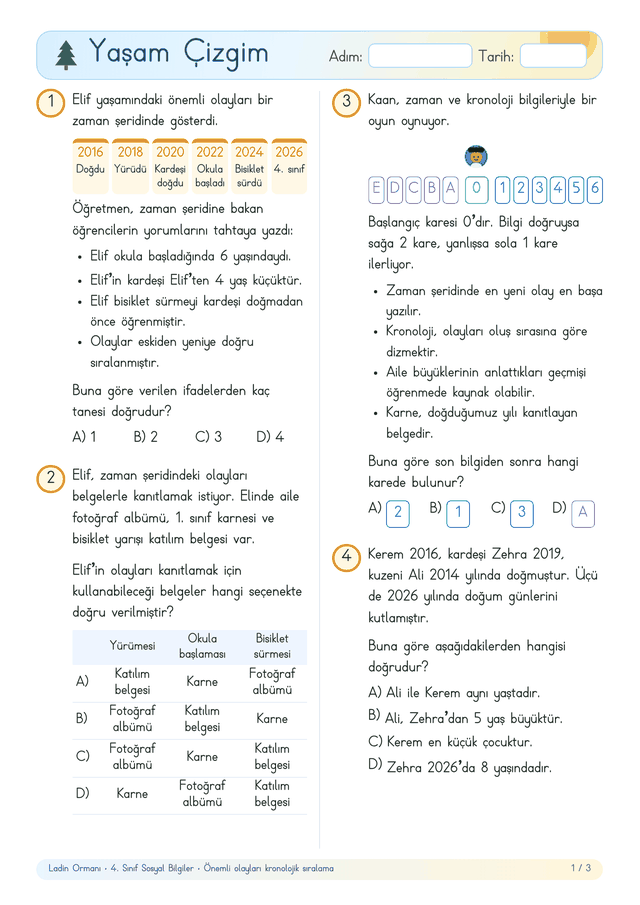 Yaşam Çizgim
Adım:
Tarih:
1
Elif yaşamındaki önemli olayları bir
zaman şeridinde gösterdi.
2016 2018 2020 2022 2024 2026
Doğdu Yürüdü Kardeşi Okula Bisiklet 4. sınıf
doğdu başladı sürdü
Öğretmen, zaman şeridine bakan
öğrencilerin yorumlarını tahtaya yazdı:
• Elif okula başladığında 6 yaşındaydı.
• Elif'in kardeşi Elif'ten 4 yaş küçüktür.
• Elif bisiklet sürmeyi kardeşi doğmadan
önce öğrenmiştir.
• Olaylar eskiden yeniye doğru
sıralanmıştır.
Buna göre verilen ifadelerden kaç
tanesi doğrudur?
A) 1 B) 2 C) 3 D) 4
2
Elif, zaman şeridindeki olayları
belgelerle kanıtlamak istiyor. Elinde aile
fotoğraf albümü, 1. sınıf karnesi ve
bisiklet yarışı katılım belgesi var.
Elif'in olayları kanıtlamak için
kullanabileceği belgeler hangi seçenekte
doğru verilmiştir?
Yürümesi Okula Bisiklet
başlaması sürmesi
A) Katılım Karne Fotoğraf
belgesi albümü
B) Fotoğraf Katılım Karne
albümü belgesi
C) Fotoğraf Karne Katılım
albümü belgesi
D) Karne Fotoğraf Katılım
albümü belgesi
3
Kaan, zaman ve kronoloji bilgileriyle bir
oyun oynuyor.
E D C B A 0 1 2 3 4 5 6
Başlangıç karesi 0'dır. Bilgi doğruysa
sağa 2 kare, yanlışsa sola 1 kare
ilerliyor.
• Zaman şeridinde en yeni olay en başa
yazılır.
• Kronoloji, olayları oluş sırasına göre
dizmektir.
• Aile büyüklerinin anlattıkları geçmişi
öğrenmede kaynak olabilir.
• Karne, doğduğumuz yılı kanıtlayan
belgedir.
Buna göre son bilgiden sonra hangi
karede bulunur?
A) 2 B) 1 C) 3 D) A
4
Kerem 2016, kardeşi Zehra 2019,
kuzeni Ali 2014 yılında doğmuştur. Üçü
de 2026 yılında doğum günlerini
kutlamıştır.
Buna göre aşağıdakilerden hangisi
doğrudur?
A) Ali ile Kerem aynı yaştadır.
B) Ali, Zehra'dan 5 yaş büyüktür.
C) Kerem en küçük çocuktur.
D) Zehra 2026'da 8 yaşındadır.
Ladin Ormanı • 4. Sınıf Sosyal Bilgiler • Önemli olayları kronolojik sıralama
1 / 3